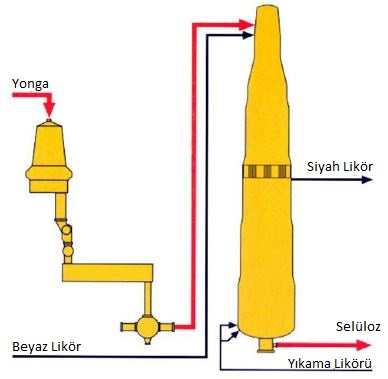 Yonga
Siyah Likör
Selüloz
Beyaz Likör
Yıkama Likörü